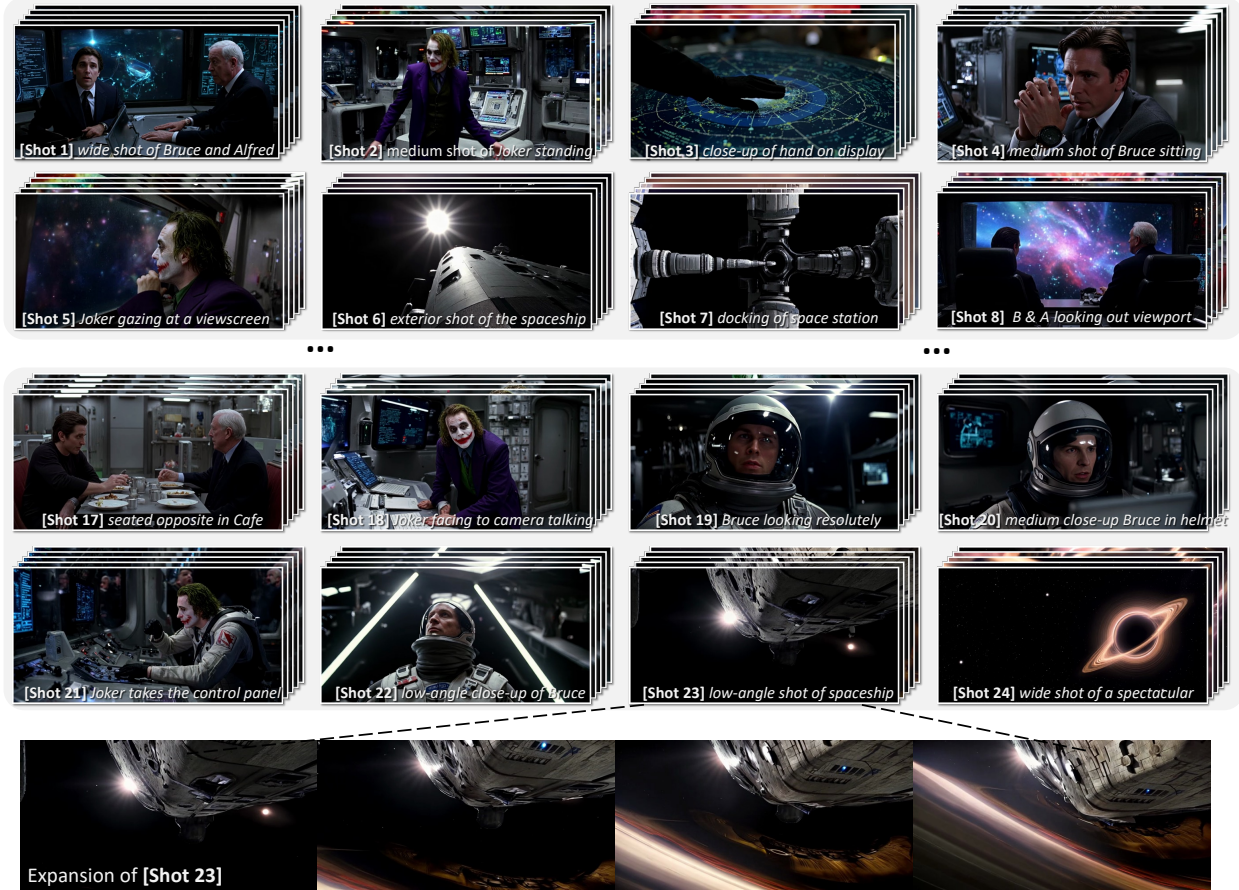 [Shot 1] wide shot of Bruce and Alfred
[Shot 2] medium shot of Joker standing
[Shot 3] close-up of hand on display
[Shot 4] medium shot of Bruce sitting
[Shot 5] Joker gazing at a viewscreen
[Shot 6] exterior shot of the spaceship
[Shot 7] docking of space station
[Shot 8] B & A looking out viewport
...
...
[Shot 17] seated opposite in Cafe
[Shot 18] Joker facing to camera talking
[Shot 19] Bruce looking resolutely
[Shot 20] medium close-up Bruce in helmet
[Shot 21] Joker takes the control panel
[Shot 22] low-angle close-up of Bruce
[Shot 23] low-angle shot of spaceship
[Shot 24] wide shot of a spectacular
Expansion of [Shot 23]